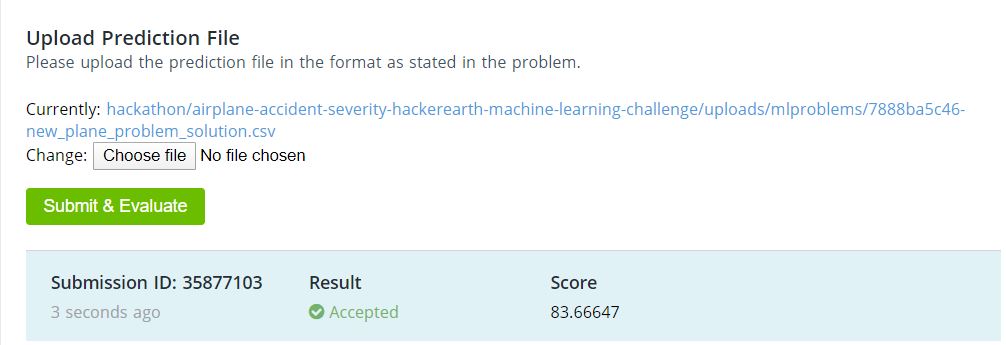 Upload Prediction File
Please upload the prediction file in the format as stated in the problem.
Currently: hackathon/airplane-accident-severity-hackerearth-machine-learning-challenge/uploads/mlproblems/7888ba5c46-
new_plane_problem_solution.csv
Change: Choose file No file chosen
Submit & Evaluate
Submission ID: 35877103 Result Score
3 seconds ago Accepted 83.66647